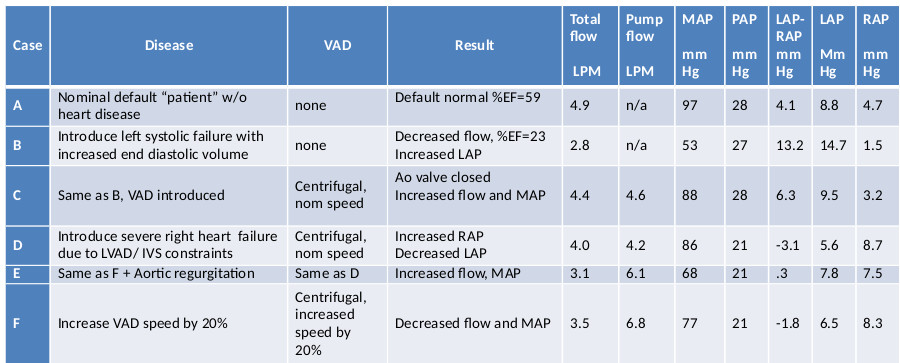 Case Disease VAD Result Total flow LPM Pump flow LPM MAP mm Hg PAP mm Hg LAP-RAP mm Hg LAP Mm Hg RAP mm Hg
A Nominal default “patient” w/o heart disease none Default normal %EF=59 4.9 n/a 97 28 4.1 8.8 4.7
B Introduce left systolic failure with increased end diastolic volume none Decreased flow, %EF=23 Increased LAP 2.8 n/a 53 27 13.2 14.7 1.5
C Same as B, VAD introduced Centrifugal, nom speed Ao valve closed Increased flow and MAP 4.4 4.6 88 28 6.3 9.5 3.2
D Introduce severe right heart failure due to LVAD/ IVS constraints Centrifugal, nom speed Increased RAP Decreased LAP 4.0 4.2 86 21 -3.1 5.6 8.7
E Same as F + Aortic regurgitation Same as D Increased flow, MAP 3.1 6.1 68 21 .3 7.8 7.5
F Increase VAD speed by 20% Centrifugal, increased speed by 20% Decreased flow and MAP 3.5 6.8 77 21 -1.8 6.5 8.3